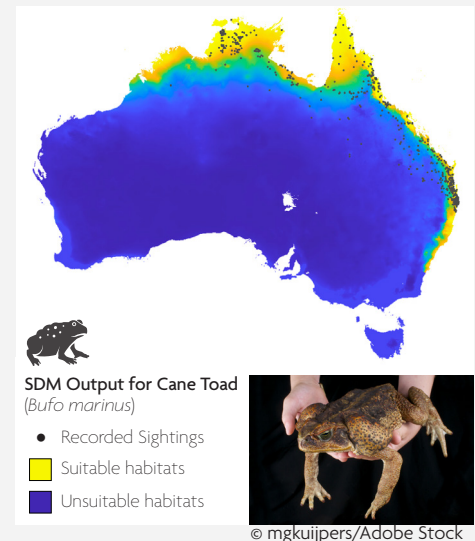 SDM Output for Cane Toad
(Bufo marinus)
Recorded Sightings
Suitable habitats
Unsuitable habitats
© mgkuijpers/Adobe Stock